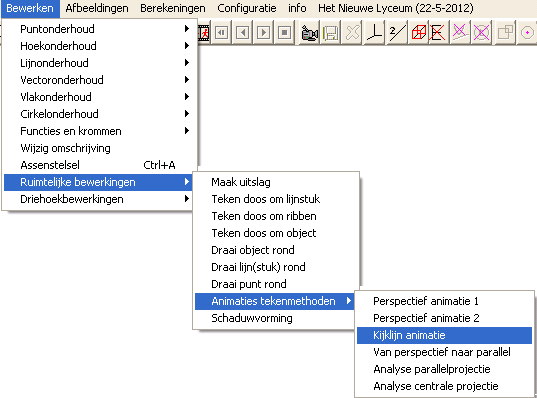 Bewerken Afbeeldingen Berekeningen Configuratie info Het Nieuwe Lyceum (22-5-2012)
Puntonderhoud
Hoekonderhoud
Lijnonderhoud
Vectoronderhoud
Vlakonderhoud
Cirkelonderhoud
Functies en krommen
Wijzig omschrijving
Assenstelsel Ctrl+A
Ruimtelijke bewerkingen
Driehoekbewerkingen
Maak uitslag
Teken doos om lijnstuk
Teken doos om ribben
Teken doos om object
Draai object rond
Draai lijn(stuk) rond
Draai punt rond
Animaties tekenmethoden
Schaduwvorming
Perspectief animatie 1
Perspectief animatie 2
Kijklijn animatie
Van perspectief naar parallel
Analyse parallelprojectie
Analyse centrale projectie